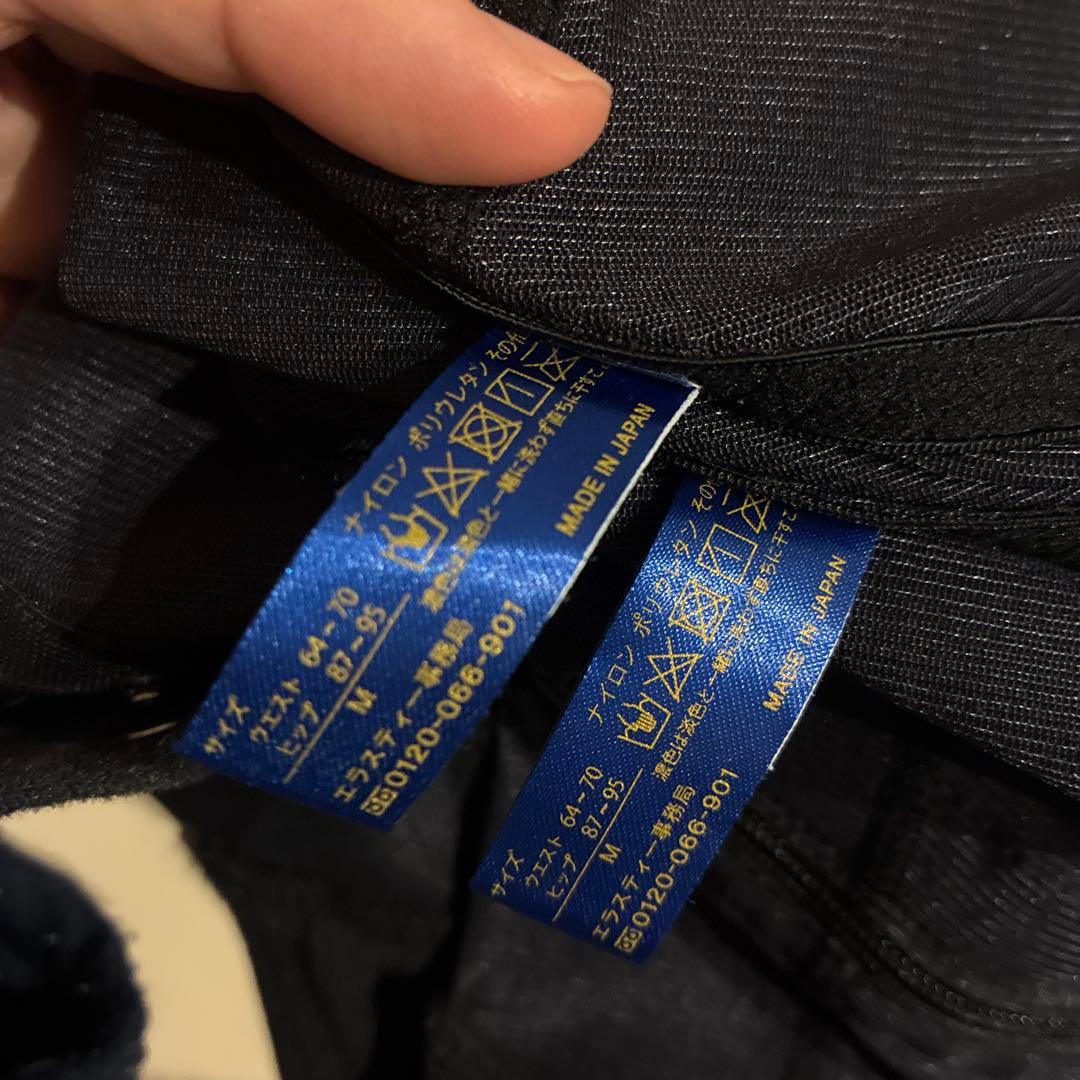 サイズ
ウエスト 64~70
ヒップ 87~95
M
エラスティー事務局
0120-066-901
ナイロン ポリウレタン その
濃色は淡色と一緒に洗わず直ちに干すこ
MADE IN JAPAN
サイズ
ウエスト 64~70
ヒップ 87~95
M
エラスティー事務局
0120-066-901
ナイロン ポリウレタン その
濃色は淡色と一緒に洗わず直ちに干すこ
MADE IN JAPAN